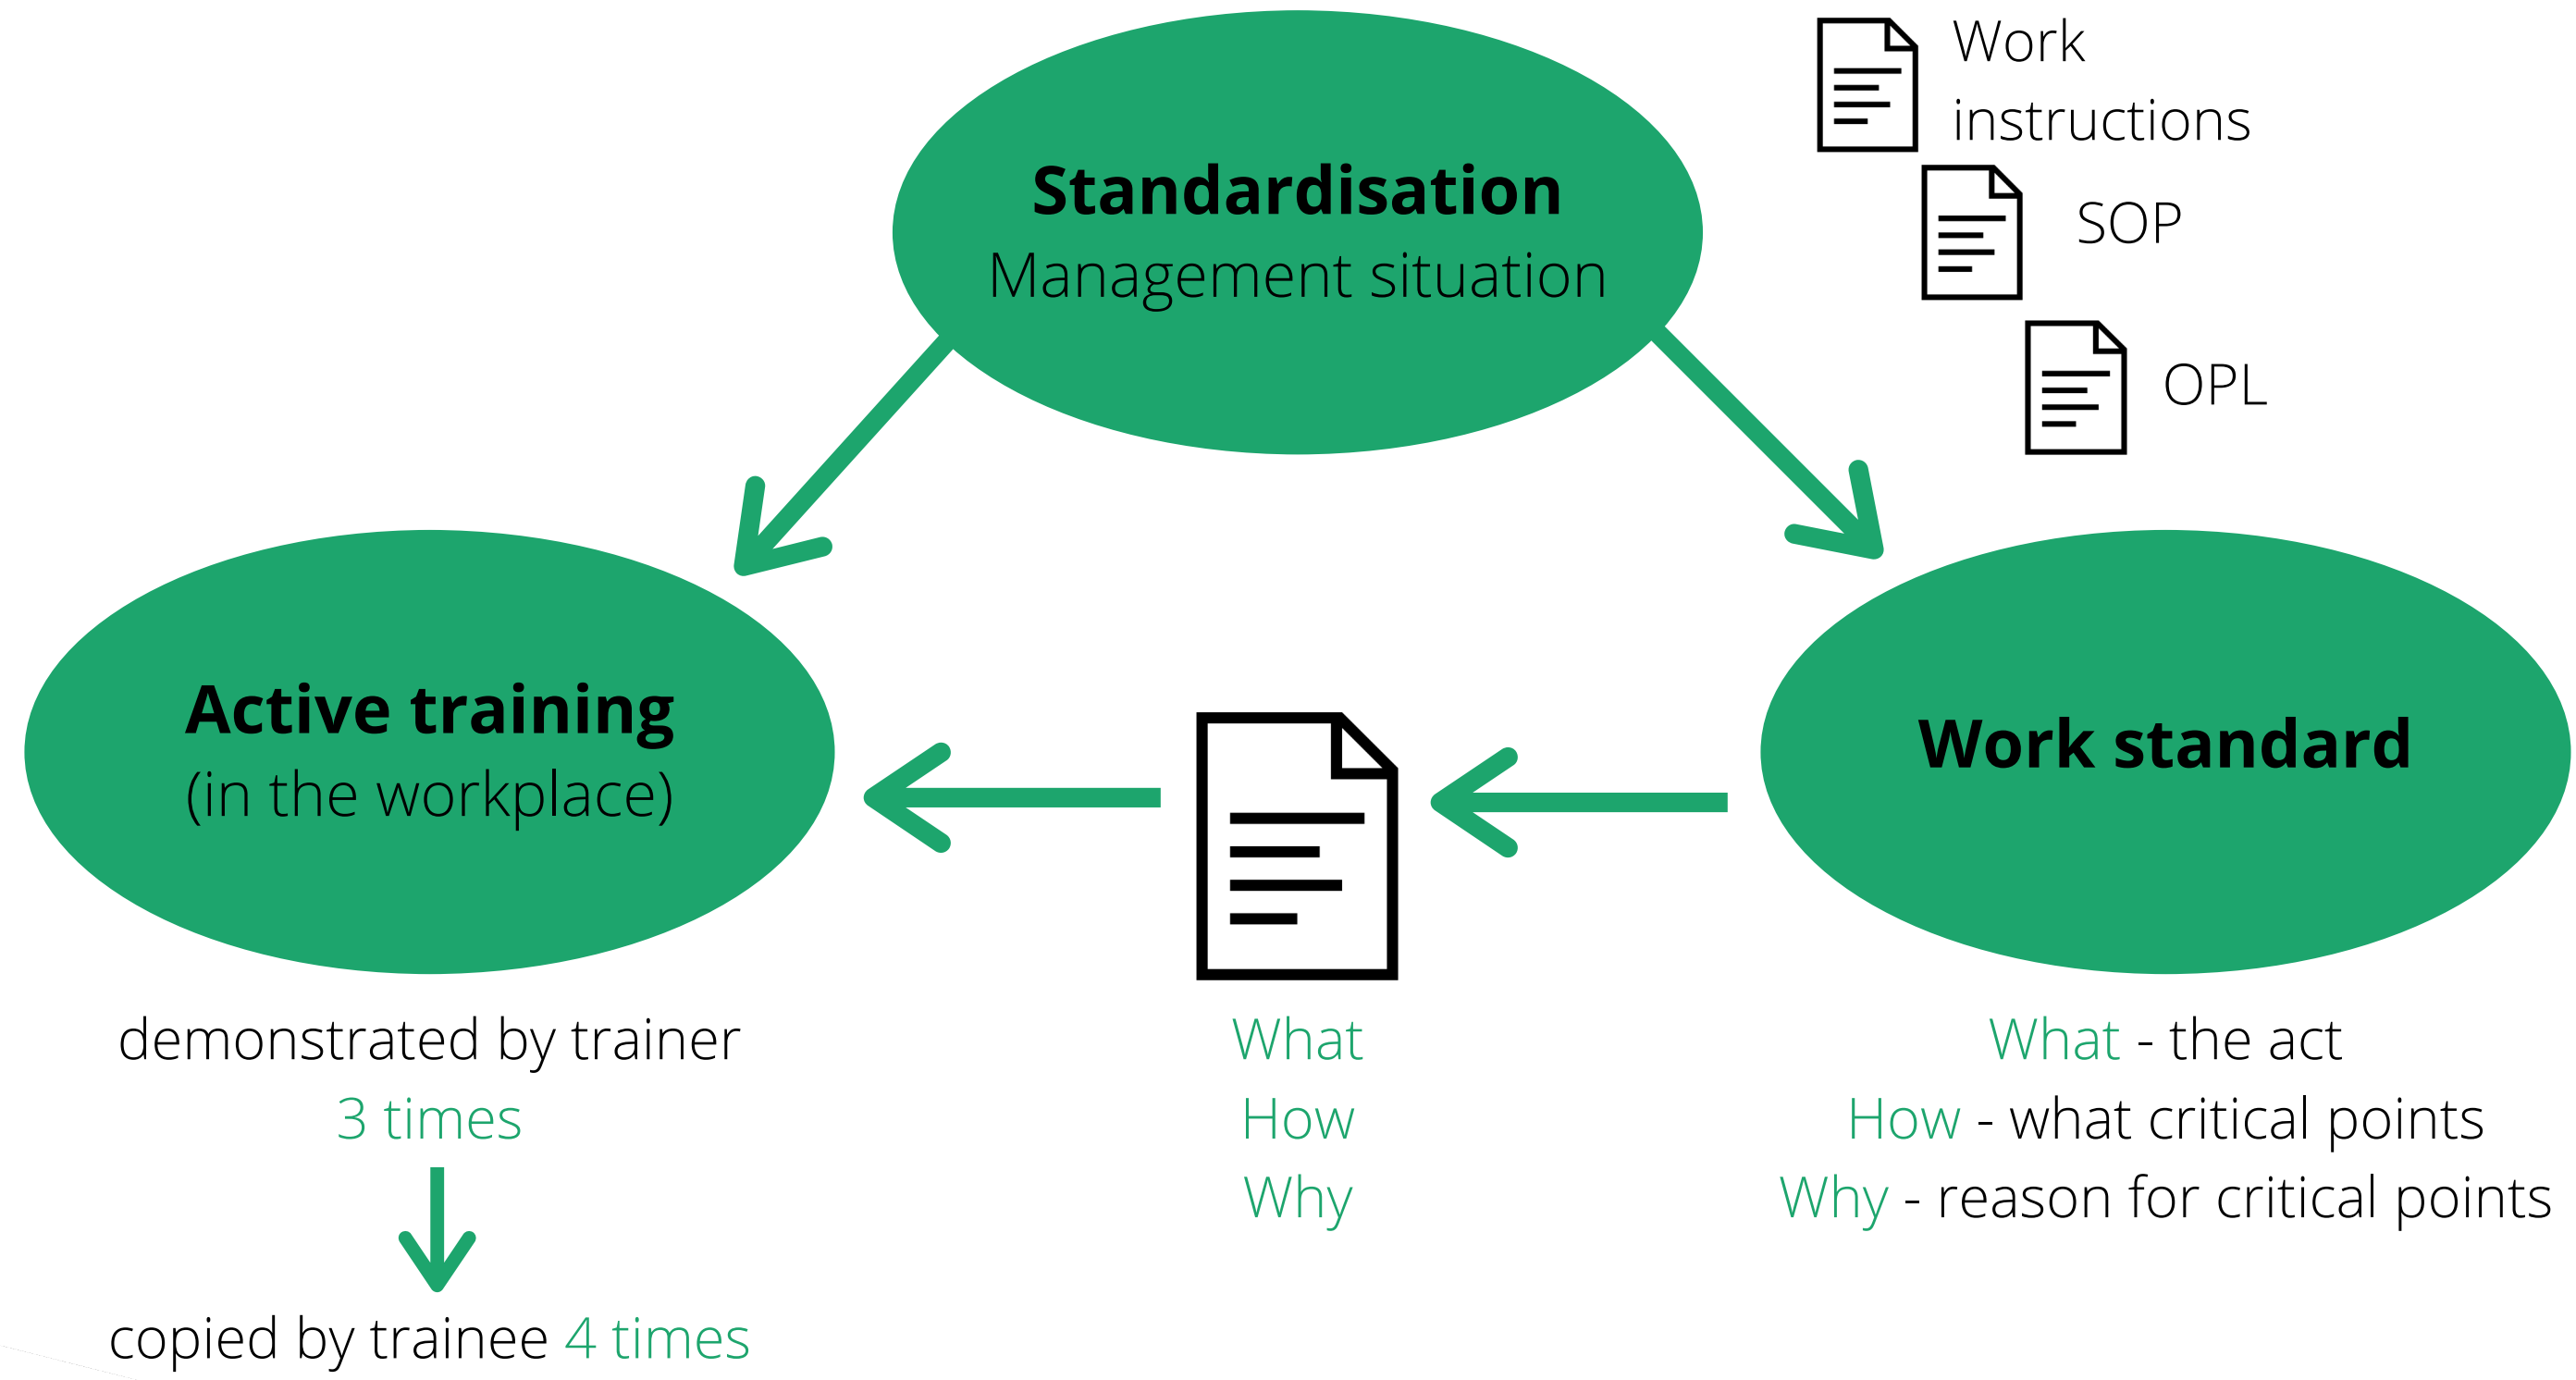 Standardisation
Management situation
Work
instructions
SOP
OPL
Active training
(in the workplace)
Work standard
demonstrated by trainer
3 times
copied by trainee 4 times
What
How
Why
What - the act
How - what critical points
Why - reason for critical points